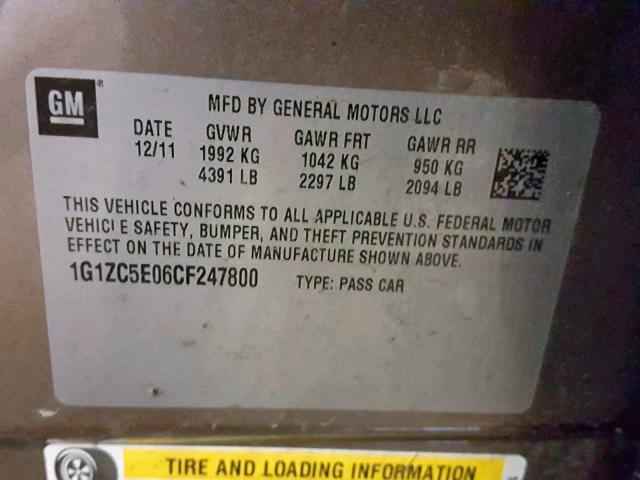 GM®
MFD BY GENERAL MOTORS LLC
DATE GVWR GAWR FRT GAWR RR
12/11 1992 KG 1042 KG 950 KG
4391 LB 2297 LB 2094 LB
THIS VEHICLE CONFORMS TO ALL APPLICABLE U.S. FEDERAL MOTOR
VEHICLE SAFETY, BUMPER, AND THEFT PREVENTION STANDARDS IN
EFFECT ON THE DATE OF MANUFACTURE SHOWN ABOVE.
1G1ZC5E06CF247800 TYPE: PASS CAR
TIRE AND LOADING INFORMATION